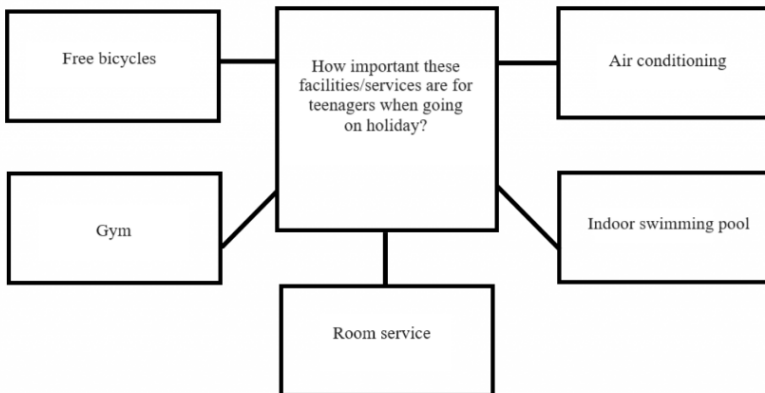 Free bicycles
How important these
facilities/services are for
teenagers when going
on holiday?
Air conditioning
Gym
Indoor swimming pool
Room service